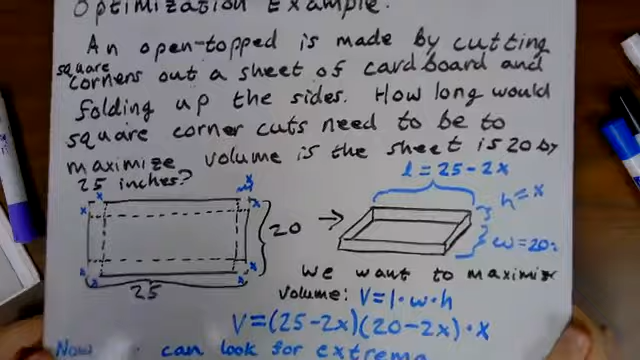 Optimization Example.
An open-topped is made by cutting
square
corners out a sheet of cardboard and
folding up the sides. How long would
square corner cuts need to be to
maximize volume is the sheet is 20 by
25 inches?
l = 25 - 2x
x x
x x
h = x
20
w = 20-
x x
x x
25
We want to maximize
volume: V = l · w · h
V = (25 - 2x)(20 - 2x) · x
Now can look for extrema